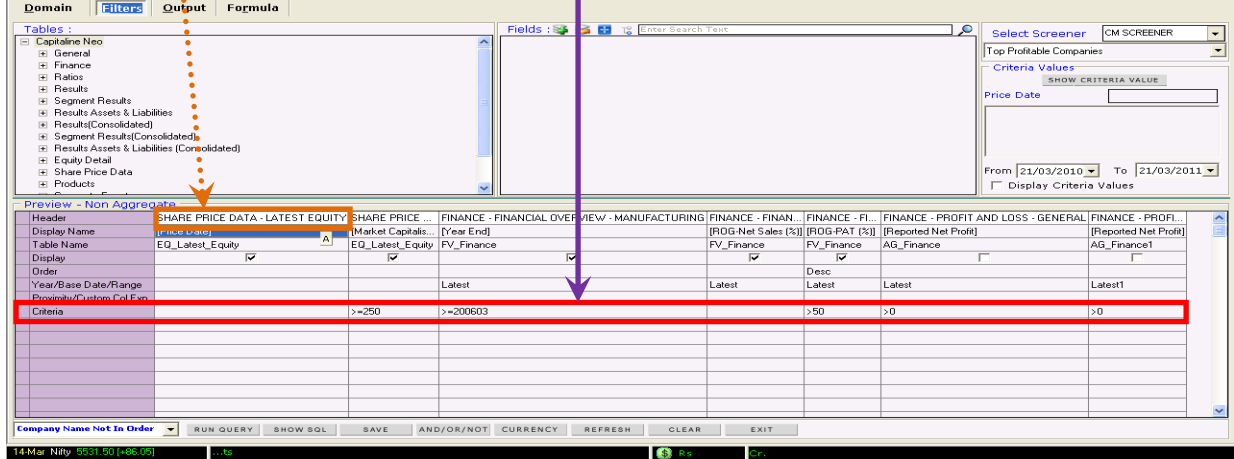 Domain Filters Output Formula
Tables :
Fields : Enter Search Text
Select Screener CM SCREENER
Top Profitable Companies
Capitaline Neo
General
Finance
Ratios
Results
Segment Results
Results Assets & Liabilities
Results(Consolidated)
Segment Results(Consolidated)
Results Assets & Liabilities (Consolidated)
Equity Detail
Share Price Data
Products
Criteria Values
SHOW CRITERIA VALUE
Price Date
From 21/03/2010 To 21/03/2011
Display Criteria Values
Preview - Non Aggregate
Header SHARE PRICE DATA - LATEST EQUITY SHARE PRICE ... FINANCE - FINANCIAL OVERVIEW - MANUFACTURING FINANCE - FINAN... FINANCE - FI... FINANCE - PROFIT AND LOSS - GENERAL FINANCE - PROFI...
Display Name [Price Date] [Market Capitalis... [Year End] [ROG-Net Sales (%)] [ROG-PAT (%)] [Reported Net Profit] [Reported Net Profit]
A
Table Name EQ_Latest_Equity EQ_Latest_Equity FV_Finance FV_Finance FV_Finance AG_Finance AG_Finance1
Display
Order Desc
Year/Base Date/Range Latest Latest Latest Latest Latest1
Proximity/Custom Col Exp
Criteria >=250 >=200603 >50 >0 >0
Company Name Not In Order RUN QUERY SHOW SQL SAVE AND/OR/NOT CURRENCY REFRESH CLEAR EXIT
14-Mar Nifty 5531.50 [+86.05] ...ts $ Rs Cr.